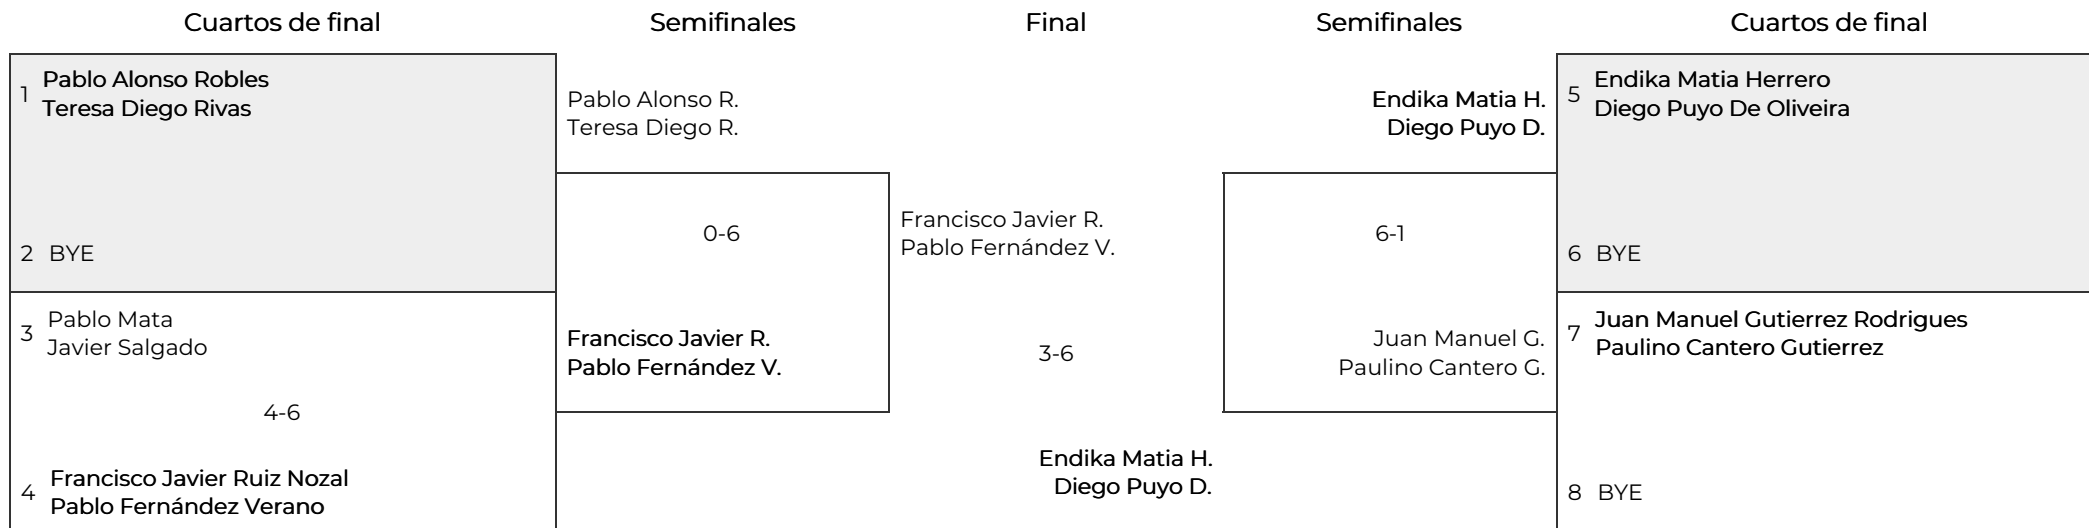 Cuartos de final
Semifinales
Final
Semifinales
Cuartos de final
1
Pablo Alonso Robles
Teresa Diego Rivas
2 BYE
3
Pablo Mata
Javier Salgado
4-6
4
Francisco Javier Ruiz Nozal
Pablo Fernández Verano
Pablo Alonso R.
Teresa Diego R.
0-6
Francisco Javier R.
Pablo Fernández V.
Francisco Javier R.
Pablo Fernández V.
3-6
Endika Matia H.
Diego Puyo D.
Endika Matia H.
Diego Puyo D.
6-1
Juan Manuel G.
Paulino Cantero G.
5
Endika Matia Herrero
Diego Puyo De Oliveira
6 BYE
7
Juan Manuel Gutierrez Rodrigues
Paulino Cantero Gutierrez
8 BYE